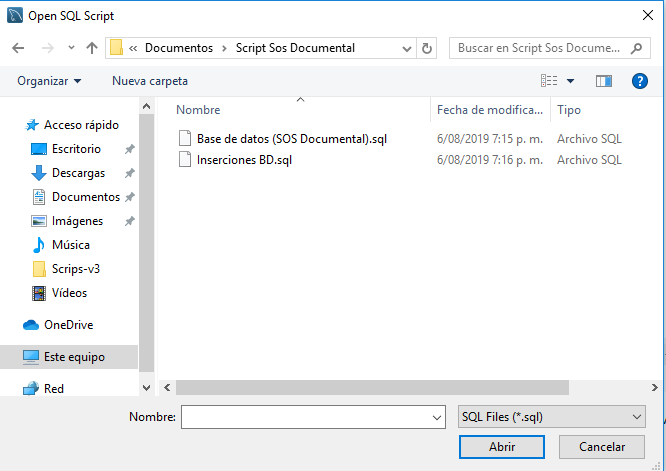 Open SQL Script
« Documentos > Script Sos Documental
Buscar en Script Sos Docume...
Organizar
Nueva carpeta
?
Nombre
Fecha de modifica...
Tipo
Acceso rápido
Escritorio
Descargas
Documentos
Imágenes
Música
Scrips-v3
Vídeos
OneDrive
Este equipo
Red
Base de datos (SOS Documental).sql 6/08/2019 7:15 p. m. Archivo SQL
Inserciones BD.sql 6/08/2019 7:16 p. m. Archivo SQL
Nombre:
SQL Files (*.sql)
Abrir
Cancelar